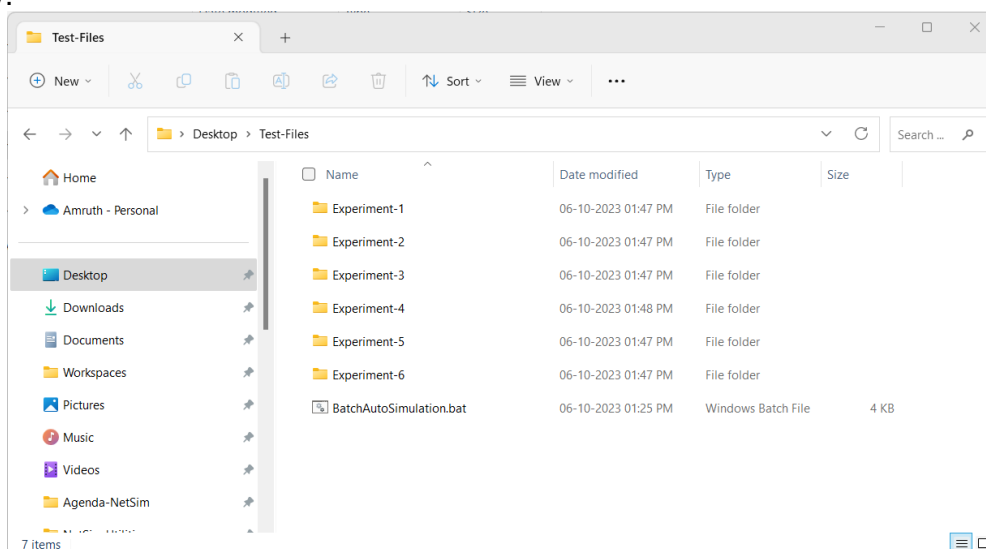 Test-Files
New
Sort
View
Desktop > Test-Files
Search ...
Home
Amruth - Personal
Desktop
Downloads
Documents
Workspaces
Pictures
Music
Videos
Agenda-NetSim
Name Date modified Type Size
Experiment-1 06-10-2023 01:47 PM File folder
Experiment-2 06-10-2023 01:47 PM File folder
Experiment-3 06-10-2023 01:47 PM File folder
Experiment-4 06-10-2023 01:48 PM File folder
Experiment-5 06-10-2023 01:47 PM File folder
Experiment-6 06-10-2023 01:47 PM File folder
BatchAutoSimulation.bat 06-10-2023 01:25 PM Windows Batch File 4 KB
7 items